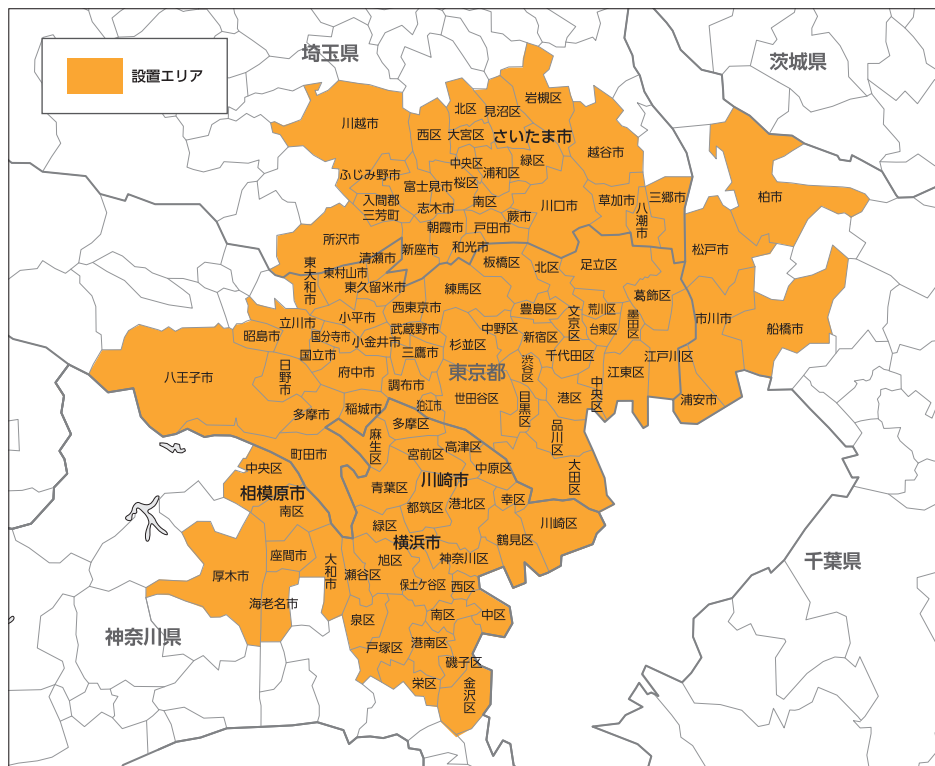 埼玉県
茨城県
設置エリア
岩槻区
北区
見沼区
川越市
西区
大宮区
さいたま市
越谷市
中央区
緑区
浦和区
ふじみ野市
富士見市
桜区
入間郡
三芳町
志木市
南区
蕨市
川口市
草加市
八潮市
三郷市
柏市
朝霞市
戸田市
所沢市
新座市
和光市
清瀬市
松戸市
板橋区
北区
足立区
東大和市
東村山市
東久留米市
練馬区
葛飾区
西東京市
豊島区
文京区
荒川区
墨田区
市川市
船橋市
立川市
小平市
昭島市
国分寺市
小金井市
武蔵野市
中野区
新宿区
台東区
杉並区
国立市
三鷹市
千代田区
江戸川区
八王子市
日野市
府中市
東京都
渋谷区
江東区
調布市
世田谷区
目黒区
港区
中央区
浦安市
多摩市
稲城市
狛江市
多摩区
品川区
麻生区
町田市
宮前区
高津区
中央区
中原区
大田区
川崎市
相模原市
青葉区
都筑区
港北区
幸区
南区
緑区
川崎区
横浜市
鶴見区
座間市
大和市
旭区
神奈川区
千葉県
厚木市
瀬谷区
保土ケ谷区
西区
海老名市
泉区
南区
中区
神奈川県
戸塚区
港南区
磯子区
栄区
金沢区